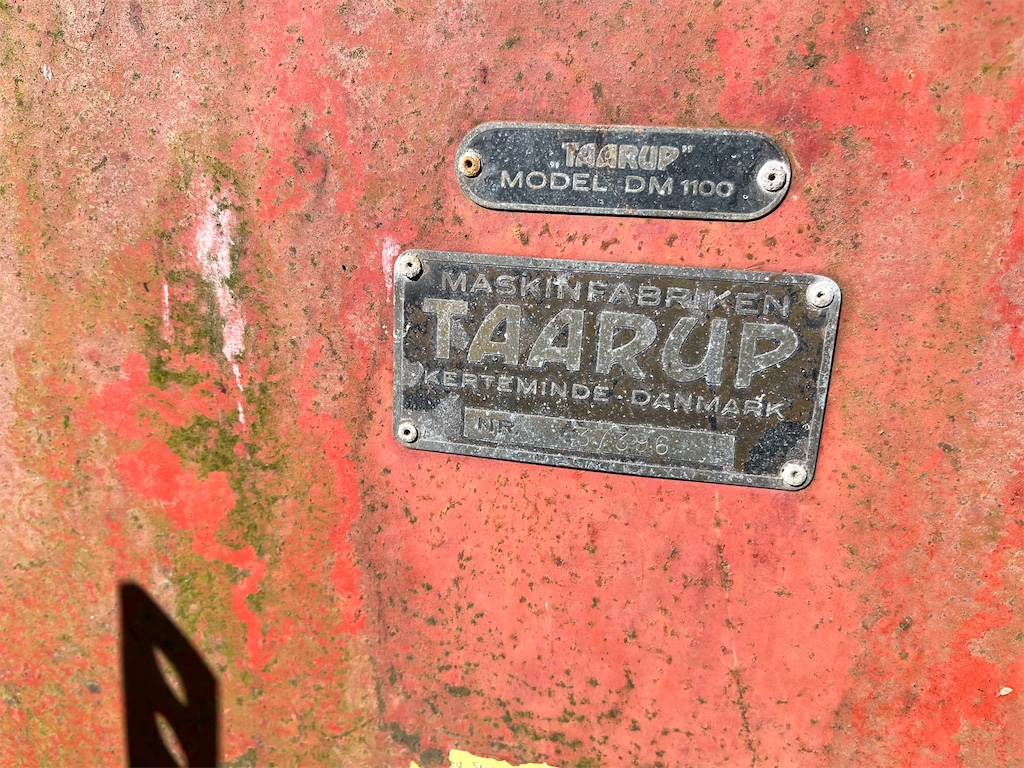 „TAARUP”
MODEL DM 1100
MASKINFABRIKEN
TAARUP
KERTEMINDE - DANMARK
NR